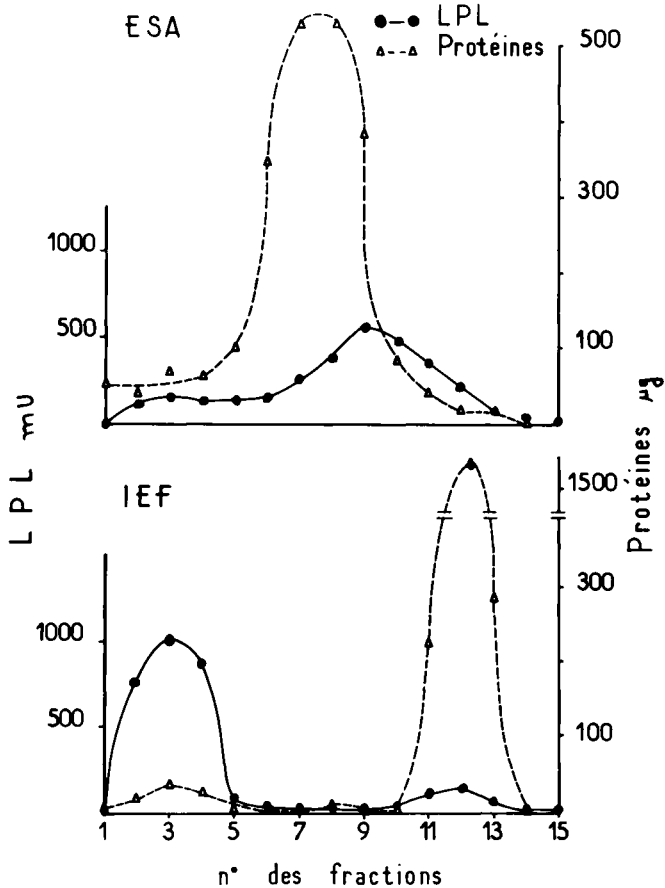 ESA
LPL
Protéines
500
300
100
1000
500
LPL mU
Protéines µg
IEF
1500
300
100
1000
500
1 3 5 7 9 11 13 15
n° des fractions